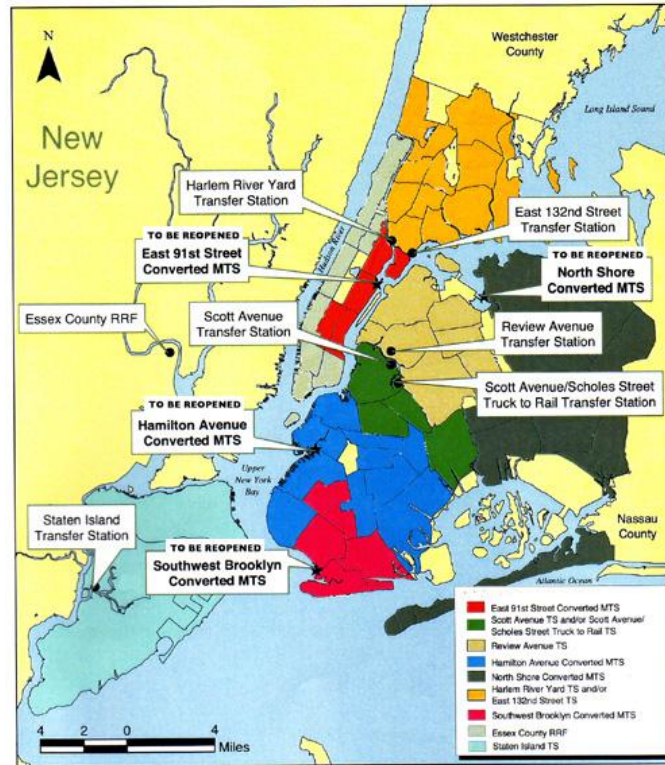 N
Westchester
County
Long Island Sound
New
Jersey
Harlem River Yard
Transfer Station
East 132nd Street
Transfer Station
TO BE REOPENED
East 91st Street
Converted MTS
Hudson River
TO BE REOPENED
North Shore
Converted MTS
Scott Avenue
Transfer Station
Essex County RRF
Review Avenue
Transfer Station
Scott Avenue/Scholes Street
Truck to Rail Transfer Station
TO BE REOPENED
Hamilton Avenue
Converted MTS
Upper
New York
Bay
Staten Island
Transfer Station
Nassau
County
TO BE REOPENED
Southwest Brooklyn
Converted MTS
Atlantic Ocean
East 91st Street Converted MTS
Scott Avenue TS and/or Scott Avenue/
Scholes Street Truck to Rail TS
Review Avenue TS
Hamilton Avenue Converted MTS
North Shore Converted MTS
Harlem River Yard TS and/or
East 132nd Street TS
Southwest Brooklyn Converted MTS
Essex County RRF
Staten Island TS
4 2 0 4
Miles